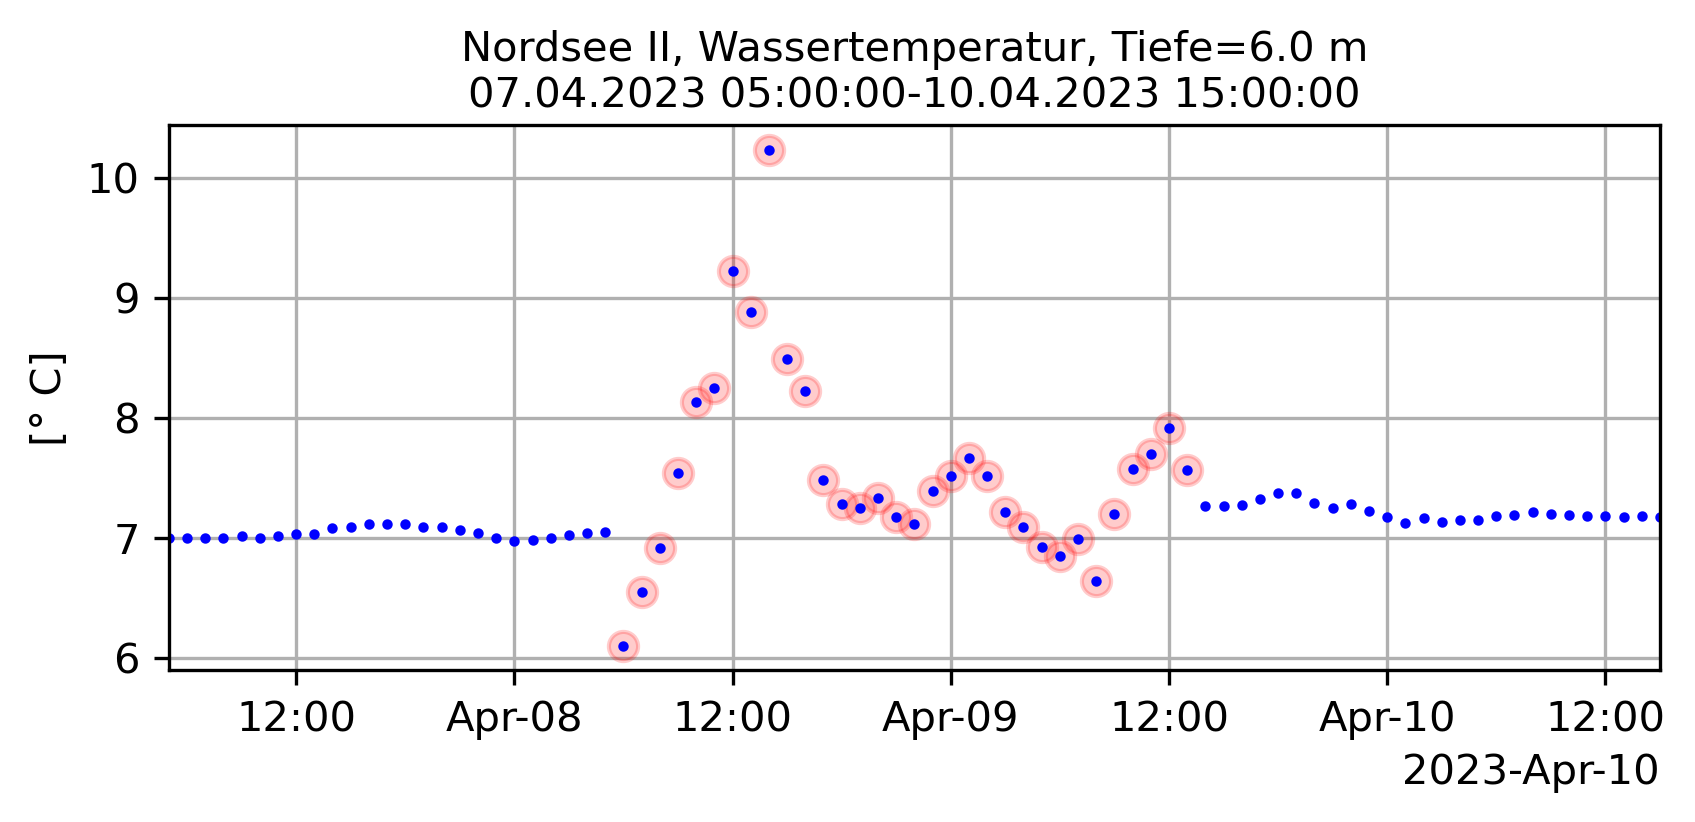 Nordsee II, Wassertemperatur, Tiefe=6.0 m
07.04.2023 05:00:00-10.04.2023 15:00:00
[° C]
10
9
8
7
6
12:00 Apr-08 12:00 Apr-09 12:00 Apr-10 12:00
2023-Apr-10